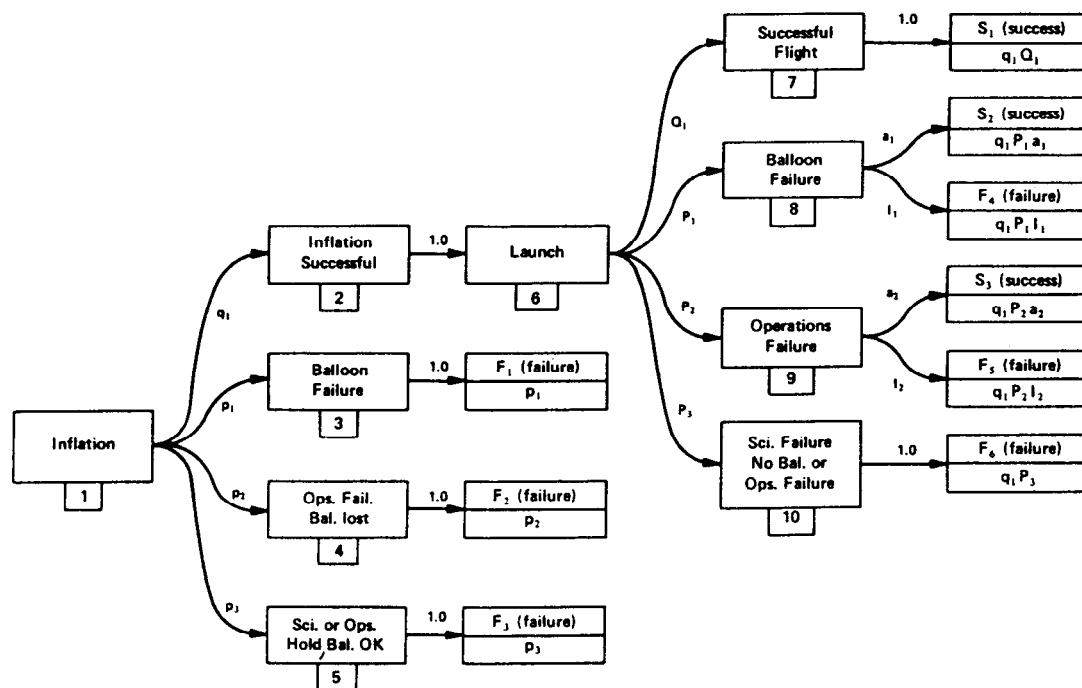 Inflation
1
q₁
p₁
p₂
p₃
Inflation
Successful
2
Balloon
Failure
3
Ops. Fail.
Bal. lost
4
Sci. or Ops.
Hold Bal. OK
5
1.0
1.0
1.0
1.0
Launch
6
F₁ (failure)
p₁
F₂ (failure)
p₂
F₃ (failure)
p₃
Q₁
P₁
P₂
P₃
Successful
Flight
7
Balloon
Failure
8
Operations
Failure
9
Sci. Failure
No Bal. or
Ops. Failure
10
1.0
a₁
l₁
a₂
l₂
1.0
S₁ (success)
q₁ Q₁
S₂ (success)
q₁ P₁ a₁
F₄ (failure)
q₁ P₁ l₁
S₃ (success)
q₁ P₂ a₂
F₅ (failure)
q₁ P₂ l₂
F₆ (failure)
q₁ P₃